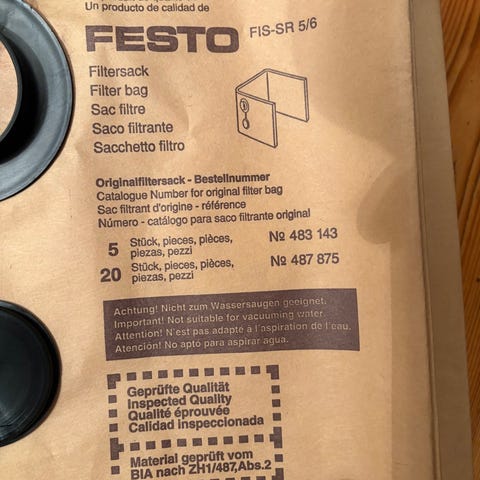 Un producto de calidad de
FESTO FIS-SR 5/6
Filtersack
Filter bag
Sac filtre
Saco filtrante
Sacchetto filtro
Originalfiltersack - Bestellnummer
Catalogue Number for original filter bag
Sac filtrant d'origine - référence
Número - catálogo para saco filtrante original
5 Stück, pieces, pièces, piezas, pezzi № 483 143
20 Stück, pieces, pièces, piezas, pezzi № 487 875
Achtung! Nicht zum Wassersaugen geeignet.
Important! Not suitable for vacuuming water.
Attention! N'est pas adapté à l'aspiration de l'eau.
Atención! No apto para aspirar agua.
Geprüfte Qualität
Inspected Quality
Qualité éprouvée
Calidad inspeccionada
Material geprüft vom
BIA nach ZH1/487,Abs.2